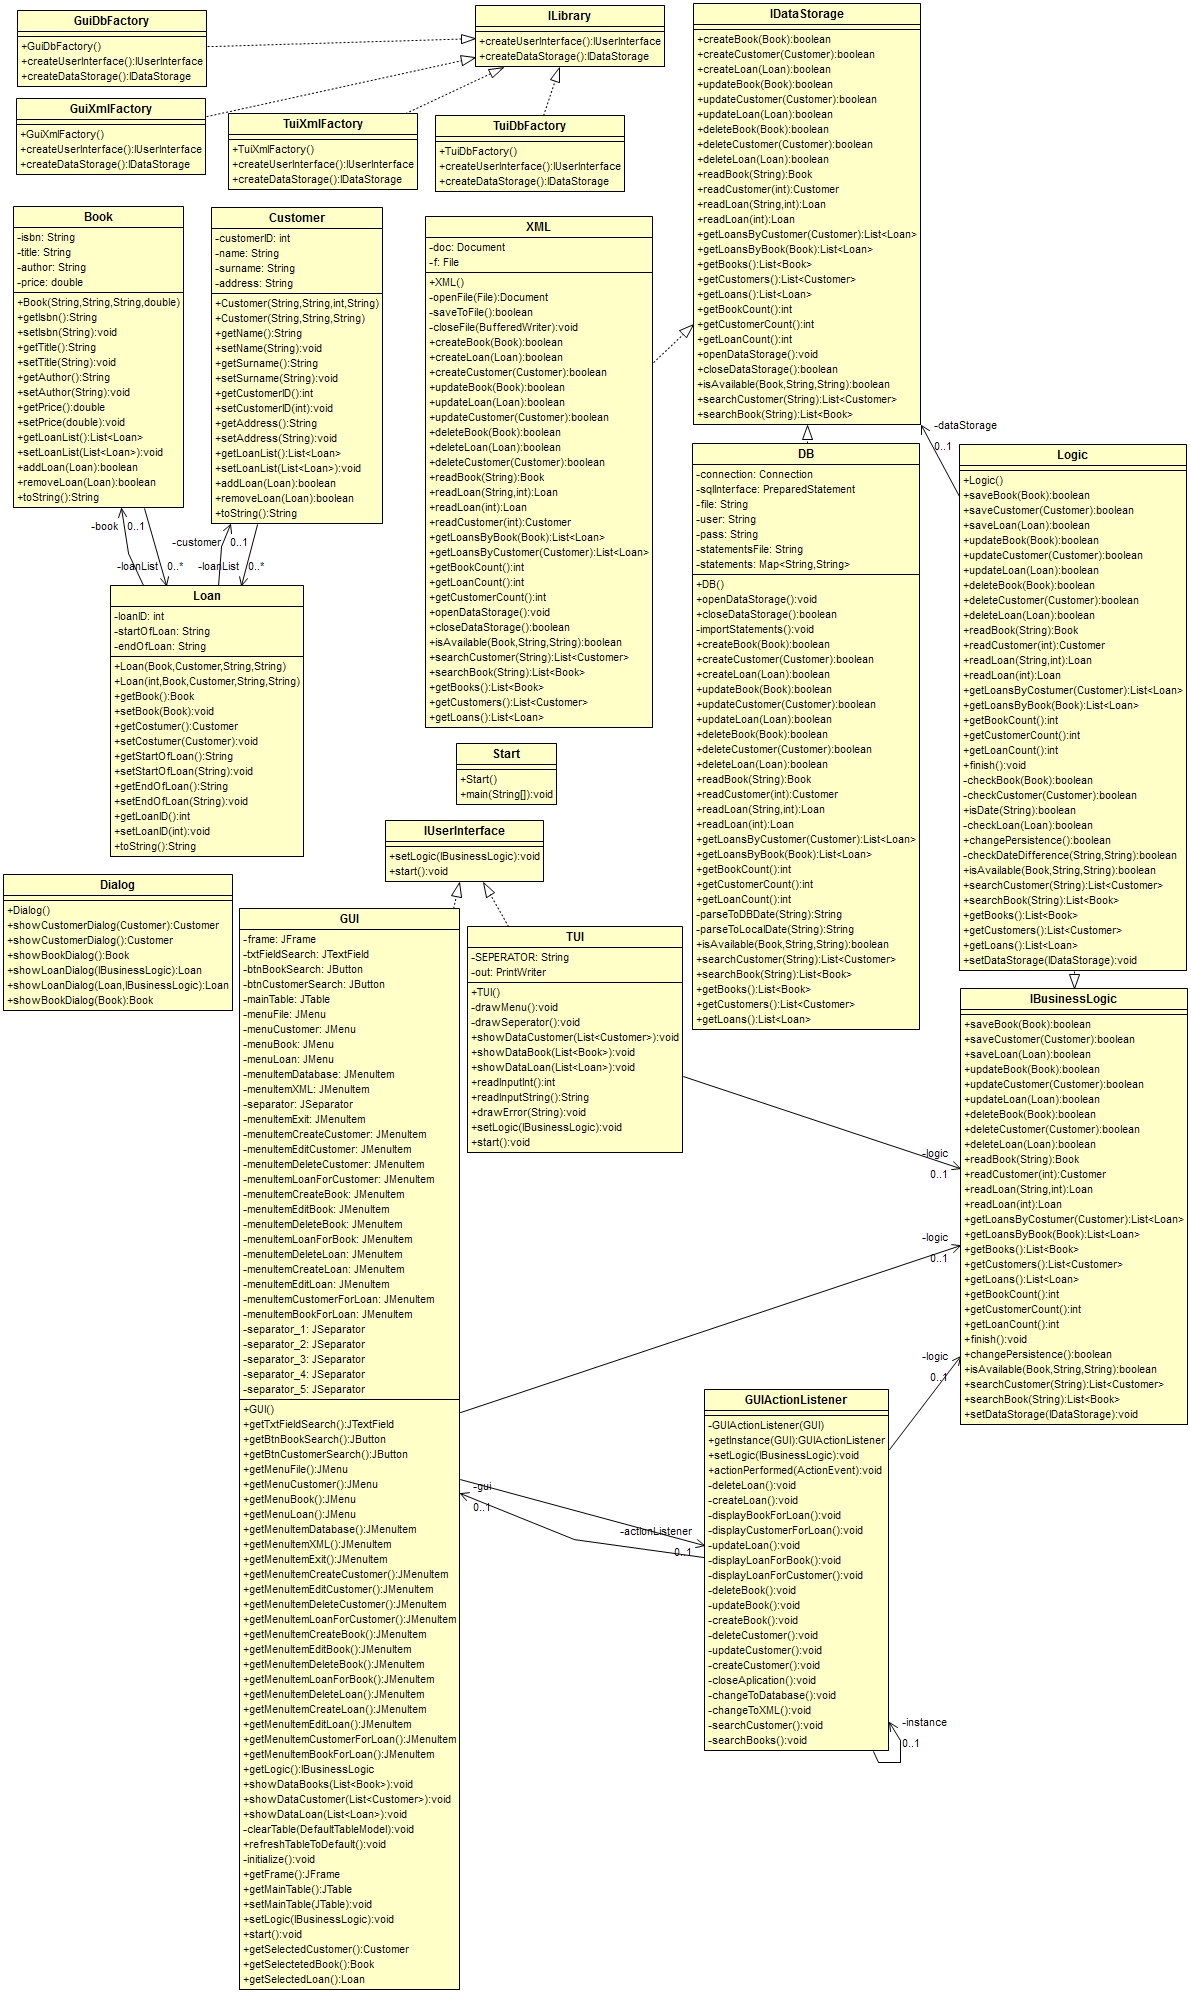 GuiDbFactory
+GuiDbFactory()
+createUserInterface():IUserInterface
+createDataStorage():IDataStorage
ILibrary
+createUserInterface():IUserInterface
+createDataStorage():IDataStorage
IDataStorage
+createBook(Book):boolean
+createCustomer(Customer):boolean
+createLoan(Loan):boolean
+updateBook(Book):boolean
+updateCustomer(Customer):boolean
+updateLoan(Loan):boolean
+deleteBook(Book):boolean
+deleteCustomer(Customer):boolean
+deleteLoan(Loan):boolean
+readBook(String):Book
+readCustomer(int):Customer
+readLoan(String,int):Loan
+readLoan(int):Loan
+getLoansByCustomer(Customer):List<Loan>
+getLoansByBook(Book):List<Loan>
+getBooks():List<Book>
+getCustomers():List<Customer>
+getLoans():List<Loan>
+getBookCount():int
+getCustomerCount():int
+getLoanCount():int
+openDataStorage():void
+closeDataStorage():boolean
+isAvailable(Book,String,String):boolean
+searchCustomer(String):List<Customer>
+searchBook(String):List<Book>
GuiXmlFactory
+GuiXmlFactory()
+createUserInterface():IUserInterface
+createDataStorage():IDataStorage
TuiXmlFactory
+TuiXmlFactory()
+createUserInterface():IUserInterface
+createDataStorage():IDataStorage
TuiDbFactory
+TuiDbFactory()
+createUserInterface():IUserInterface
+createDataStorage():IDataStorage
Book
-isbn: String
-title: String
-author: String
-price: double
+Book(String,String,String,double)
+getIsbn():String
+setIsbn(String):void
+getTitle():String
+setTitle(String):void
+getAuthor():String
+setAuthor(String):void
+getPrice():double
+setPrice(double):void
+getLoanList():List<Loan>
+setLoanList(List<Loan>):void
+addLoan(Loan):boolean
+removeLoan(Loan):boolean
+toString():String
Customer
-customerID: int
-name: String
-surname: String
-address: String
+Customer(String,String,int,String)
+Customer(String,String,String)
+getName():String
+setName(String):void
+getSurname():String
+setSurname(String):void
+getCustomerID():int
+setCustomerID(int):void
+getAddress():String
+setAddress(String):void
+getLoanList():List<Loan>
+setLoanList(List<Loan>):void
+addLoan(Loan):boolean
+removeLoan(Loan):boolean
+toString():String
XML
-doc: Document
-f: File
+XML()
-openFile(File):Document
-saveToFile():boolean
-closeFile(BufferedWriter):void
+createBook(Book):boolean
+createLoan(Loan):boolean
+createCustomer(Customer):boolean
+updateBook(Book):boolean
+updateLoan(Loan):boolean
+updateCustomer(Customer):boolean
+deleteBook(Book):boolean
+deleteLoan(Loan):boolean
+deleteCustomer(Customer):boolean
+readBook(String):Book
+readLoan(String,int):Loan
+readLoan(int):Loan
+readCustomer(int):Customer
+getLoansByBook(Book):List<Loan>
+getLoansByCustomer(Customer):List<Loan>
+getBookCount():int
+getLoanCount():int
+getCustomerCount():int
+openDataStorage():void
+closeDataStorage():boolean
+isAvailable(Book,String,String):boolean
+searchCustomer(String):List<Customer>
+searchBook(String):List<Book>
+getBooks():List<Book>
+getCustomers():List<Customer>
+getLoans():List<Loan>
-dataStorage
0..1
DB
-connection: Connection
-sqlInterface: PreparedStatement
-file: String
-user: String
-pass: String
-statementsFile: String
-statements: Map<String,String>
+DB()
+openDataStorage():void
+closeDataStorage():boolean
-importStatements():void
+createBook(Book):boolean
+createCustomer(Customer):boolean
+createLoan(Loan):boolean
+updateBook(Book):boolean
+updateCustomer(Customer):boolean
+updateLoan(Loan):boolean
+deleteBook(Book):boolean
+deleteCustomer(Customer):boolean
+deleteLoan(Loan):boolean
+readBook(String):Book
+readCustomer(int):Customer
+readLoan(String,int):Loan
+readLoan(int):Loan
+getLoansByCustomer(Customer):List<Loan>
+getLoansByBook(Book):List<Loan>
+getBookCount():int
+getCustomerCount():int
+getLoanCount():int
-parseToDBDate(String):String
-parseToLocalDate(String):String
+isAvailable(Book,String,String):boolean
+searchCustomer(String):List<Customer>
+searchBook(String):List<Book>
+getBooks():List<Book>
+getCustomers():List<Customer>
+getLoans():List<Loan>
Logic
+Logic()
+saveBook(Book):boolean
+saveCustomer(Customer):boolean
+saveLoan(Loan):boolean
+updateBook(Book):boolean
+updateCustomer(Customer):boolean
+updateLoan(Loan):boolean
+deleteBook(Book):boolean
+deleteCustomer(Customer):boolean
+deleteLoan(Loan):boolean
+readBook(String):Book
+readCustomer(int):Customer
+readLoan(String,int):Loan
+readLoan(int):Loan
+getLoansByCostumer(Customer):List<Loan>
+getLoansByBook(Book):List<Loan>
+getBookCount():int
+getCustomerCount():int
+getLoanCount():int
+finish():void
-checkBook(Book):boolean
-checkCustomer(Customer):boolean
+isDate(String):boolean
-checkLoan(Loan):boolean
+changePersistence():boolean
-checkDateDifference(String,String):boolean
+isAvailable(Book,String,String):boolean
+searchCustomer(String):List<Customer>
+searchBook(String):List<Book>
+getBooks():List<Book>
+getCustomers():List<Customer>
+getLoans():List<Loan>
+setDataStorage(IDataStorage):void
-book 0..1
-customer 0..1
-loanList 0..*
-loanList 0..*
Loan
-loanID: int
-startOfLoan: String
-endOfLoan: String
+Loan(Book,Customer,String,String)
+Loan(int,Book,Customer,String,String)
+getBook():Book
+setBook(Book):void
+getCostumer():Customer
+setCostumer(Customer):void
+getStartOfLoan():String
+setStartOfLoan(String):void
+getEndOfLoan():String
+setEndOfLoan(String):void
+getLoanID():int
+setLoanID(int):void
+toString():String
Start
+Start()
+main(String[]):void
IUserInterface
+setLogic(IBusinessLogic):void
+start():void
Dialog
+Dialog()
+showCustomerDialog(Customer):Customer
+showCustomerDialog():Customer
+showBookDialog():Book
+showLoanDialog(IBusinessLogic):Loan
+showLoanDialog(Loan,IBusinessLogic):Loan
+showBookDialog(Book):Book
GUI
-frame: JFrame
-txtFieldSearch: JTextField
-btnBookSearch: JButton
-btnCustomerSearch: JButton
-mainTable: JTable
-menuFile: JMenu
-menuCustomer: JMenu
-menuBook: JMenu
-menuLoan: JMenu
-menuItemDatabase: JMenuItem
-menuItemXML: JMenuItem
-separator: JSeparator
-menuItemExit: JMenuItem
-menuItemCreateCustomer: JMenuItem
-menuItemEditCustomer: JMenuItem
-menuItemDeleteCustomer: JMenuItem
-menuItemLoanForCustomer: JMenuItem
-menuItemCreateBook: JMenuItem
-menuItemEditBook: JMenuItem
-menuItemDeleteBook: JMenuItem
-menuItemLoanForBook: JMenuItem
-menuItemDeleteLoan: JMenuItem
-menuItemCreateLoan: JMenuItem
-menuItemEditLoan: JMenuItem
-menuItemCustomerForLoan: JMenuItem
-menuItemBookForLoan: JMenuItem
-separator_1: JSeparator
-separator_2: JSeparator
-separator_3: JSeparator
-separator_4: JSeparator
-separator_5: JSeparator
+GUI()
+getTxtFieldSearch():JTextField
+getBtnBookSearch():JButton
+getBtnCustomerSearch():JButton
+getMenuFile():JMenu
+getMenuCustomer():JMenu
+getMenuBook():JMenu
+getMenuLoan():JMenu
+getMenuItemDatabase():JMenuItem
+getMenuItemXML():JMenuItem
+getMenuItemExit():JMenuItem
+getMenuItemCreateCustomer():JMenuItem
+getMenuItemEditCustomer():JMenuItem
+getMenuItemDeleteCustomer():JMenuItem
+getMenuItemLoanForCustomer():JMenuItem
+getMenuItemCreateBook():JMenuItem
+getMenuItemEditBook():JMenuItem
+getMenuItemDeleteBook():JMenuItem
+getMenuItemLoanForBook():JMenuItem
+getMenuItemDeleteLoan():JMenuItem
+getMenuItemCreateLoan():JMenuItem
+getMenuItemEditLoan():JMenuItem
+getMenuItemCustomerForLoan():JMenuItem
+getMenuItemBookForLoan():JMenuItem
+getLogic():IBusinessLogic
+showDataBooks(List<Book>):void
+showDataCustomer(List<Customer>):void
+showDataLoan(List<Loan>):void
-clearTable(DefaultTableModel):void
+refreshTableToDefault():void
-initialize():void
+getFrame():JFrame
+getMainTable():JTable
+setMainTable(JTable):void
+setLogic(IBusinessLogic):void
+start():void
+getSelectedCustomer():Customer
+getSelectetedBook():Book
+getSelectedLoan():Loan
TUI
-SEPERATOR: String
-out: PrintWriter
+TUI()
-drawMenu():void
-drawSeperator():void
+showDataCustomer(List<Customer>):void
+showDataBook(List<Book>):void
+showDataLoan(List<Loan>):void
+readInputInt():int
+readInputString():String
+drawError(String):void
+setLogic(IBusinessLogic):void
+start():void
IBusinessLogic
+saveBook(Book):boolean
+saveCustomer(Customer):boolean
+saveLoan(Loan):boolean
+updateBook(Book):boolean
+updateCustomer(Customer):boolean
+updateLoan(Loan):boolean
+deleteBook(Book):boolean
+deleteCustomer(Customer):boolean
+deleteLoan(Loan):boolean
+readBook(String):Book
+readCustomer(int):Customer
+readLoan(String,int):Loan
+readLoan(int):Loan
+getLoansByCostumer(Customer):List<Loan>
+getLoansByBook(Book):List<Loan>
+getBooks():List<Book>
+getCustomers():List<Customer>
+getLoans():List<Loan>
+getBookCount():int
+getCustomerCount():int
+getLoanCount():int
+finish():void
+changePersistence():boolean
+isAvailable(Book,String,String):boolean
+searchCustomer(String):List<Customer>
+searchBook(String):List<Book>
+setDataStorage(IDataStorage):void
-logic
0..1
-logic
0..1
-logic
0..1
-gui
0..1
-actionListener
0..1
GUIActionListener
-GUIActionListener(GUI)
+getInstance(GUI):GUIActionListener
+setLogic(IBusinessLogic):void
+actionPerformed(ActionEvent):void
-deleteLoan():void
-createLoan():void
-displayBookForLoan():void
-displayCustomerForLoan():void
-updateLoan():void
-displayLoanForBook():void
-displayLoanForCustomer():void
-deleteBook():void
-updateBook():void
-createBook():void
-deleteCustomer():void
-updateCustomer():void
-createCustomer():void
-closeAplication():void
-changeToDatabase():void
-changeToXML():void
-searchCustomer():void
-searchBooks():void
-instance
0..1